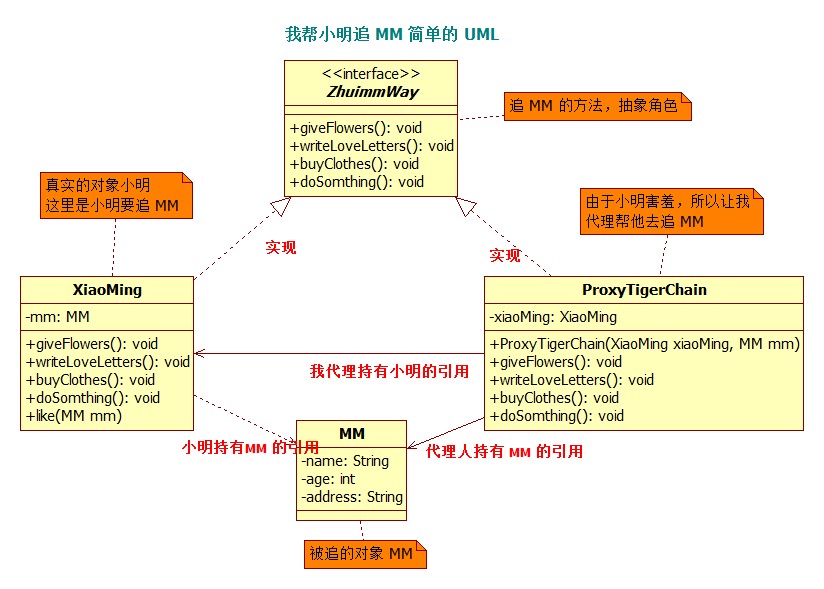 我帮小明追 MM 简单的 UML
<<interface>>
ZhuimmWay
+giveFlowers(): void
+writeLoveLetters(): void
+buyClothes(): void
+doSomthing(): void
追 MM 的方法，抽象角色
真实的对象小明
这里是小明要追 MM
由于小明害羞，所以让我
代理帮他去追 MM
实现
实现
XiaoMing
-mm: MM
+giveFlowers(): void
+writeLoveLetters(): void
+buyClothes(): void
+doSomthing(): void
+like(MM mm)
ProxyTigerChain
-xiaoMing: XiaoMing
+ProxyTigerChain(XiaoMing xiaoMing, MM mm)
+giveFlowers(): void
+writeLoveLetters(): void
+buyClothes(): void
+doSomthing(): void
我代理持有小明的引用
小明持有MM 的引用
代理人持有 MM 的引用
MM
-name: String
-age: int
-address: String
被追的对象 MM